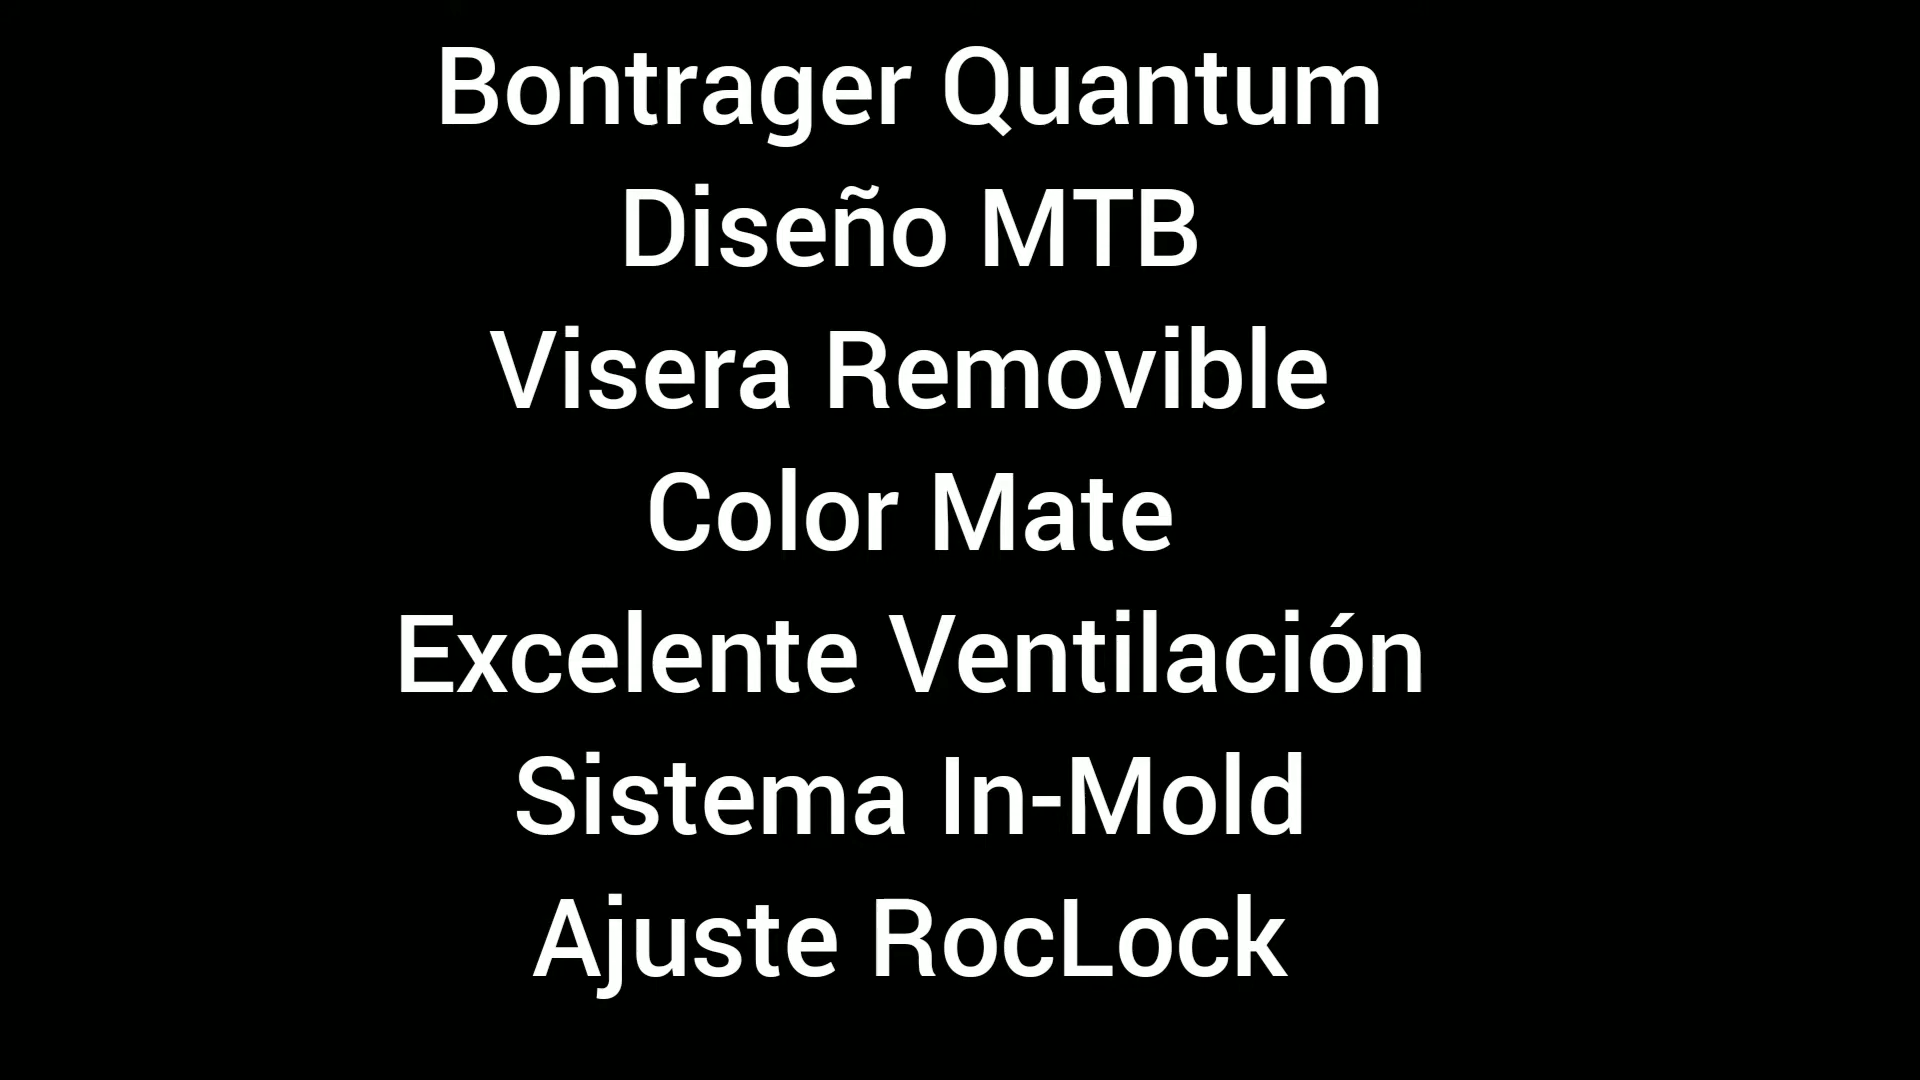 Bontrager Quantum
Diseño MTB
Visera Removible
Color Mate
Excelente Ventilación
Sistema In-Mold
Ajuste RocLock